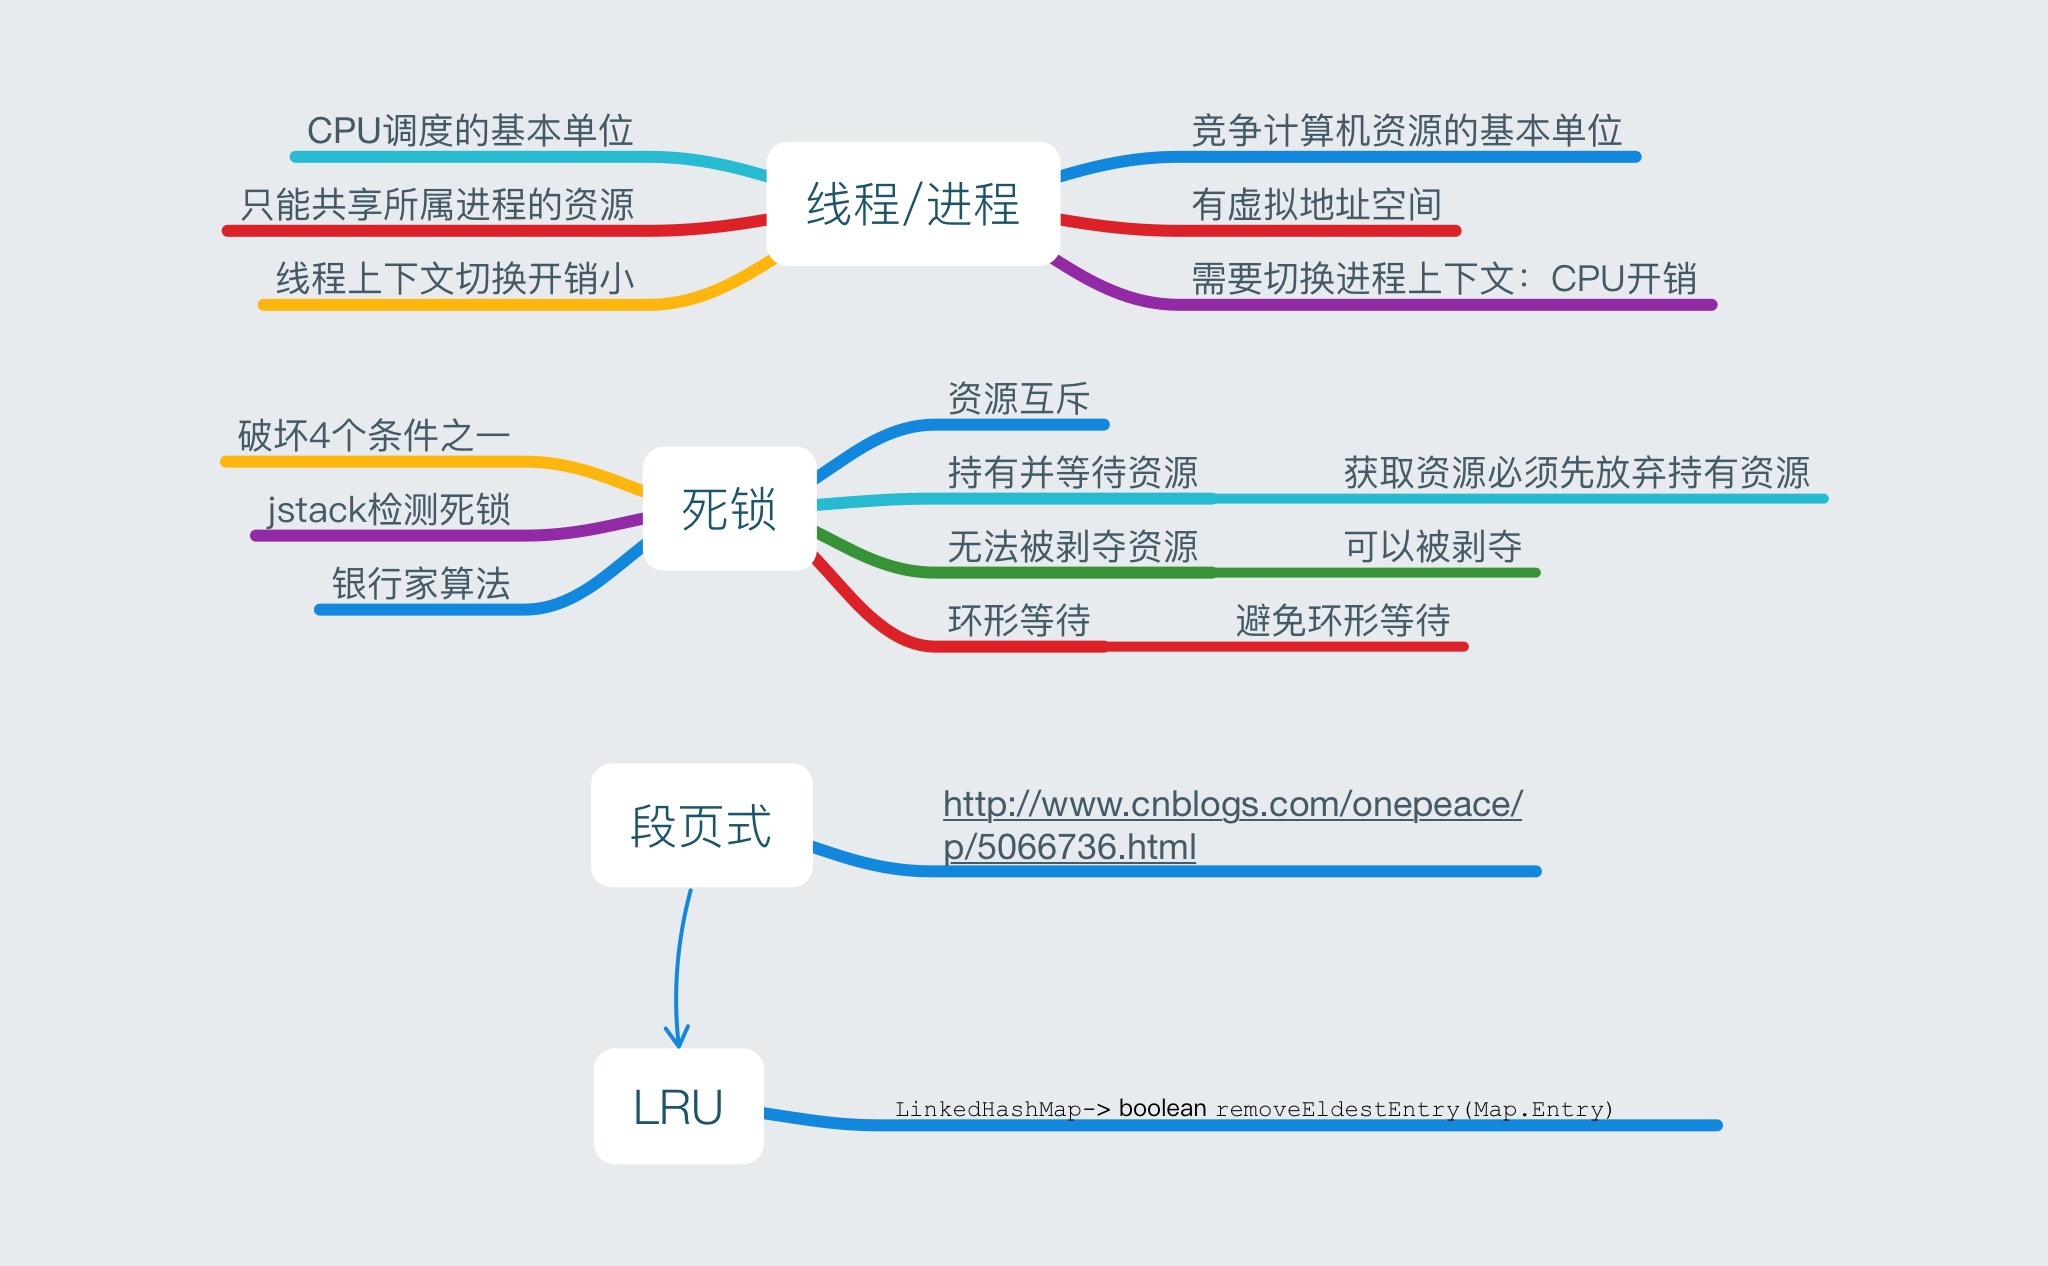 CPU调度的基本单位
只能共享所属进程的资源
线程上下文切换开销小
线程/进程
竞争计算机资源的基本单位
有虚拟地址空间
需要切换进程上下文：CPU开销
破坏4个条件之一
jstack检测死锁
银行家算法
死锁
资源互斥
持有并等待资源
获取资源必须先放弃持有资源
无法被剥夺资源
可以被剥夺
环形等待
避免环形等待
段页式
http://www.cnblogs.com/onepeace/
p/5066736.html
LRU
LinkedHashMap-> boolean removeEldestEntry(Map.Entry)